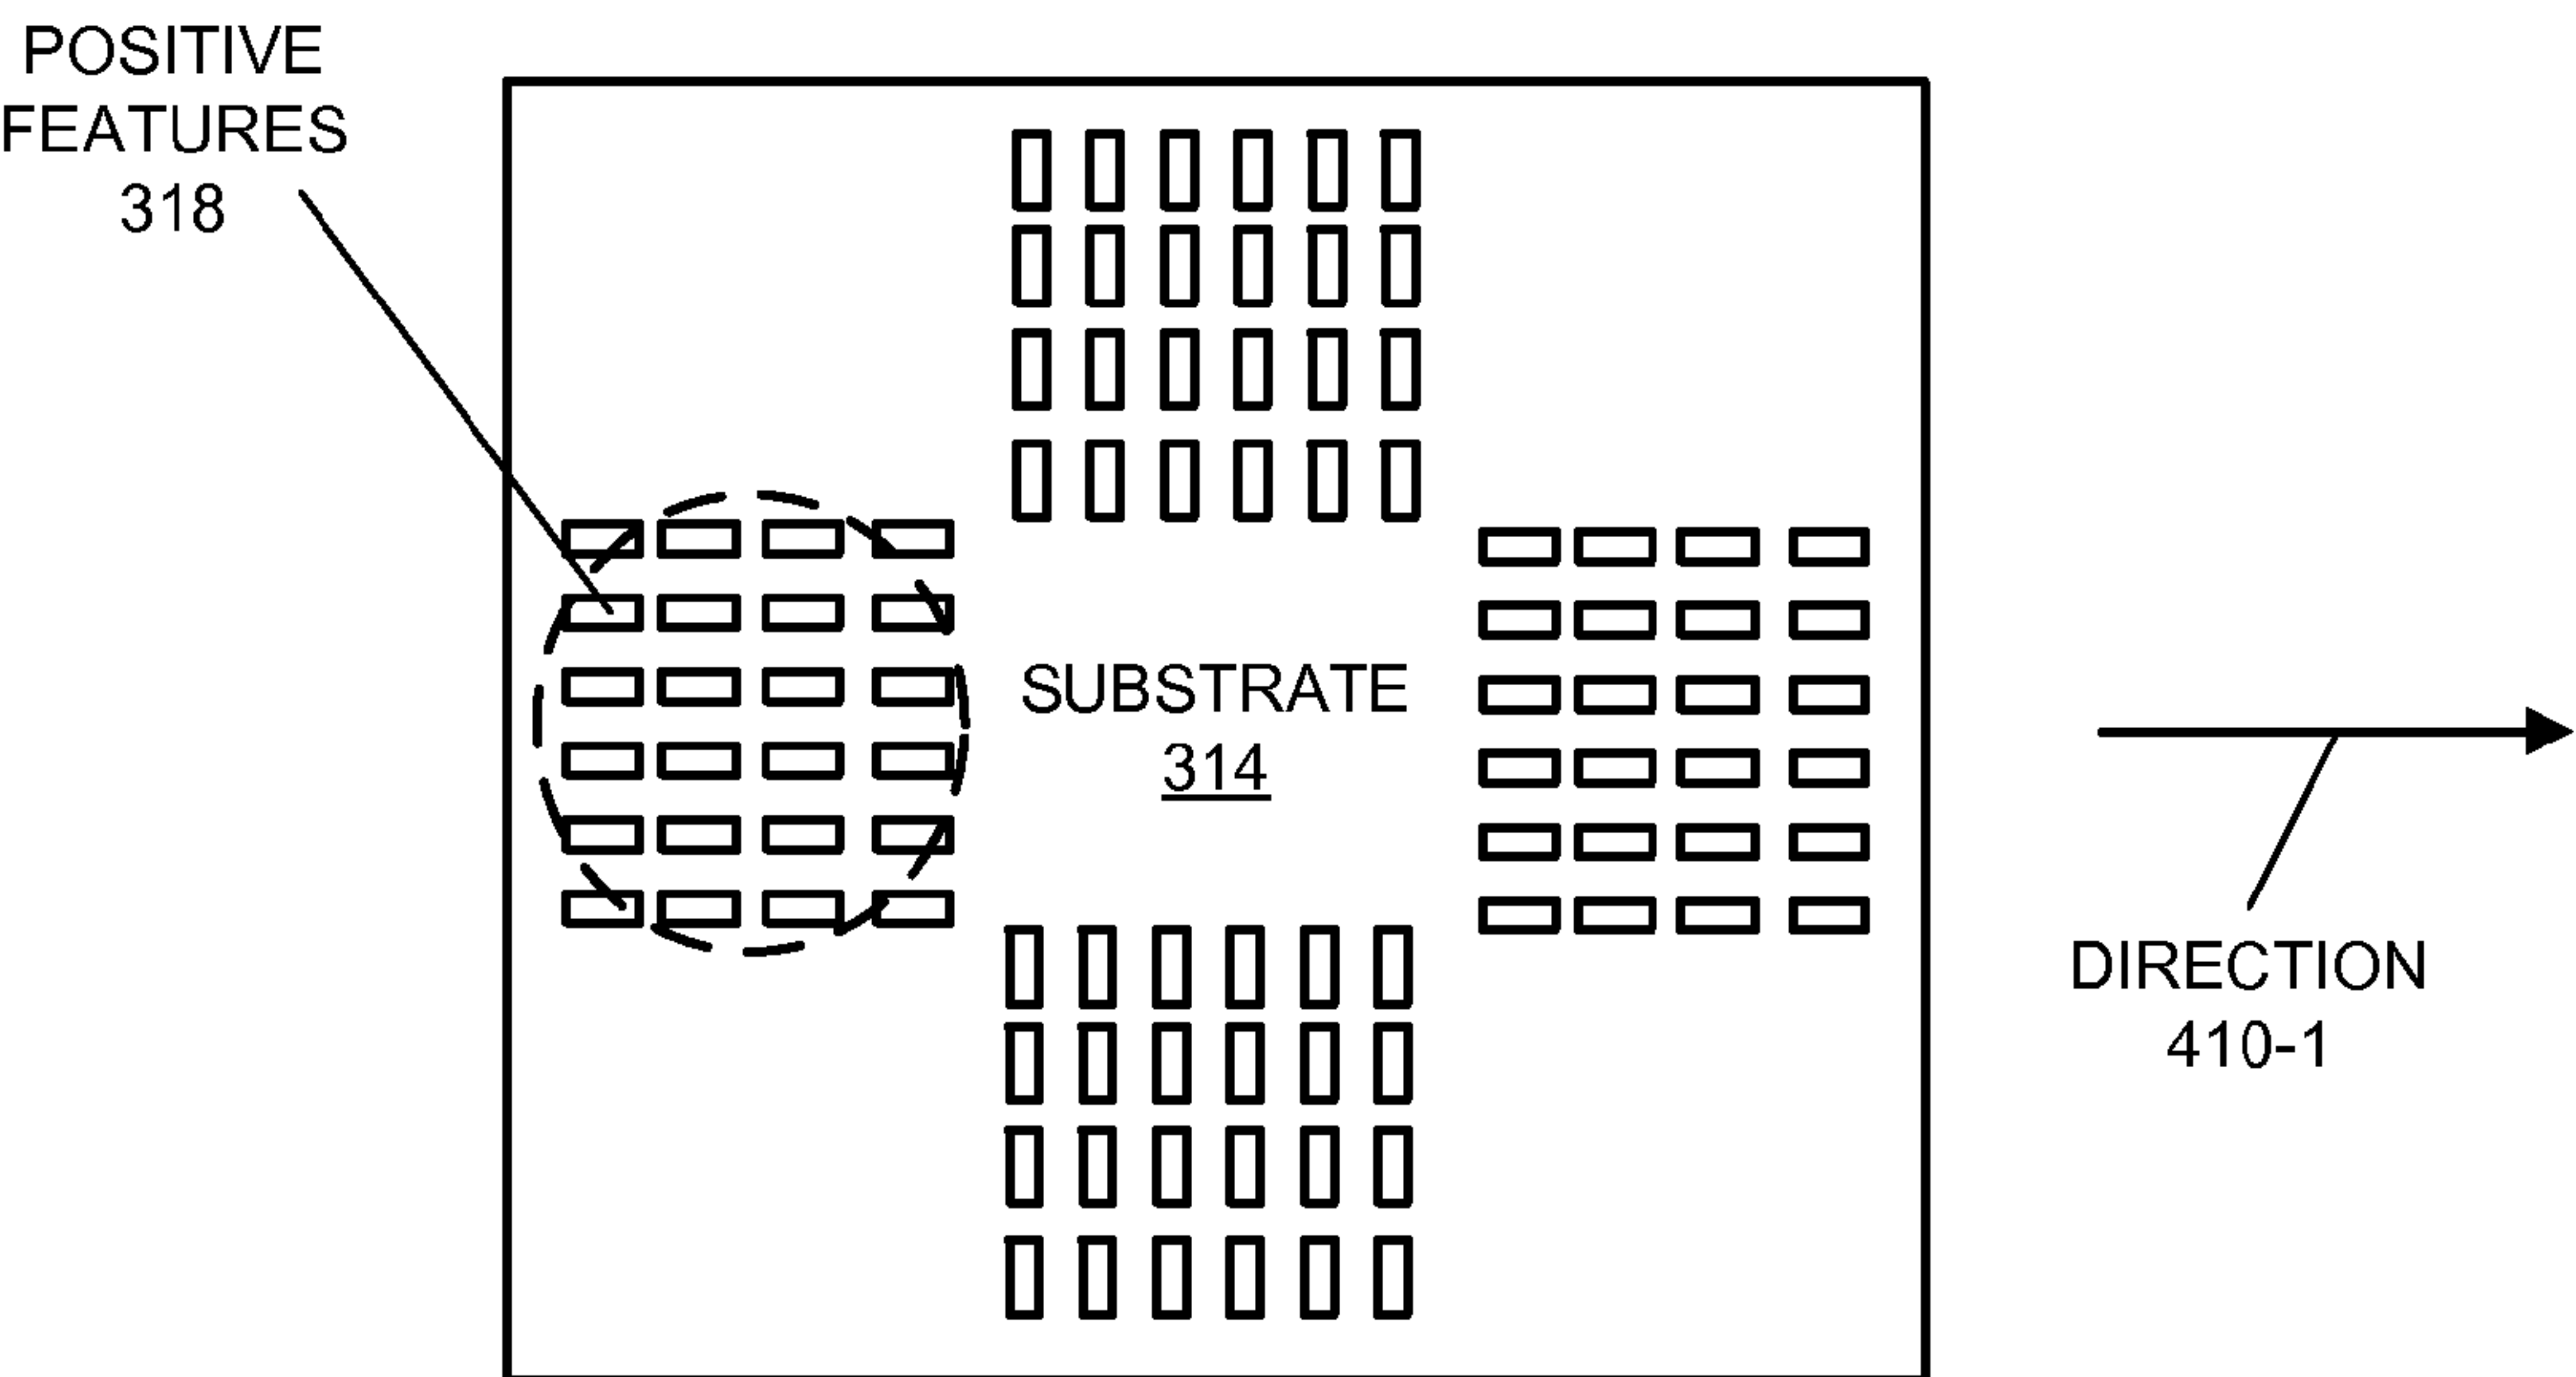 POSITIVE
FEATURES
318
SUBSTRATE
314
DIRECTION
410-1